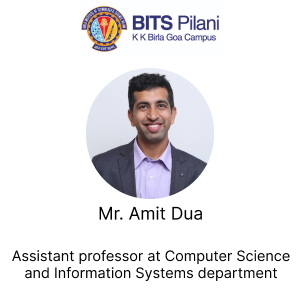 BITS Pilani
K K Birla Goa Campus
Mr. Amit Dua
Assistant professor at Computer Science
and Information Systems department